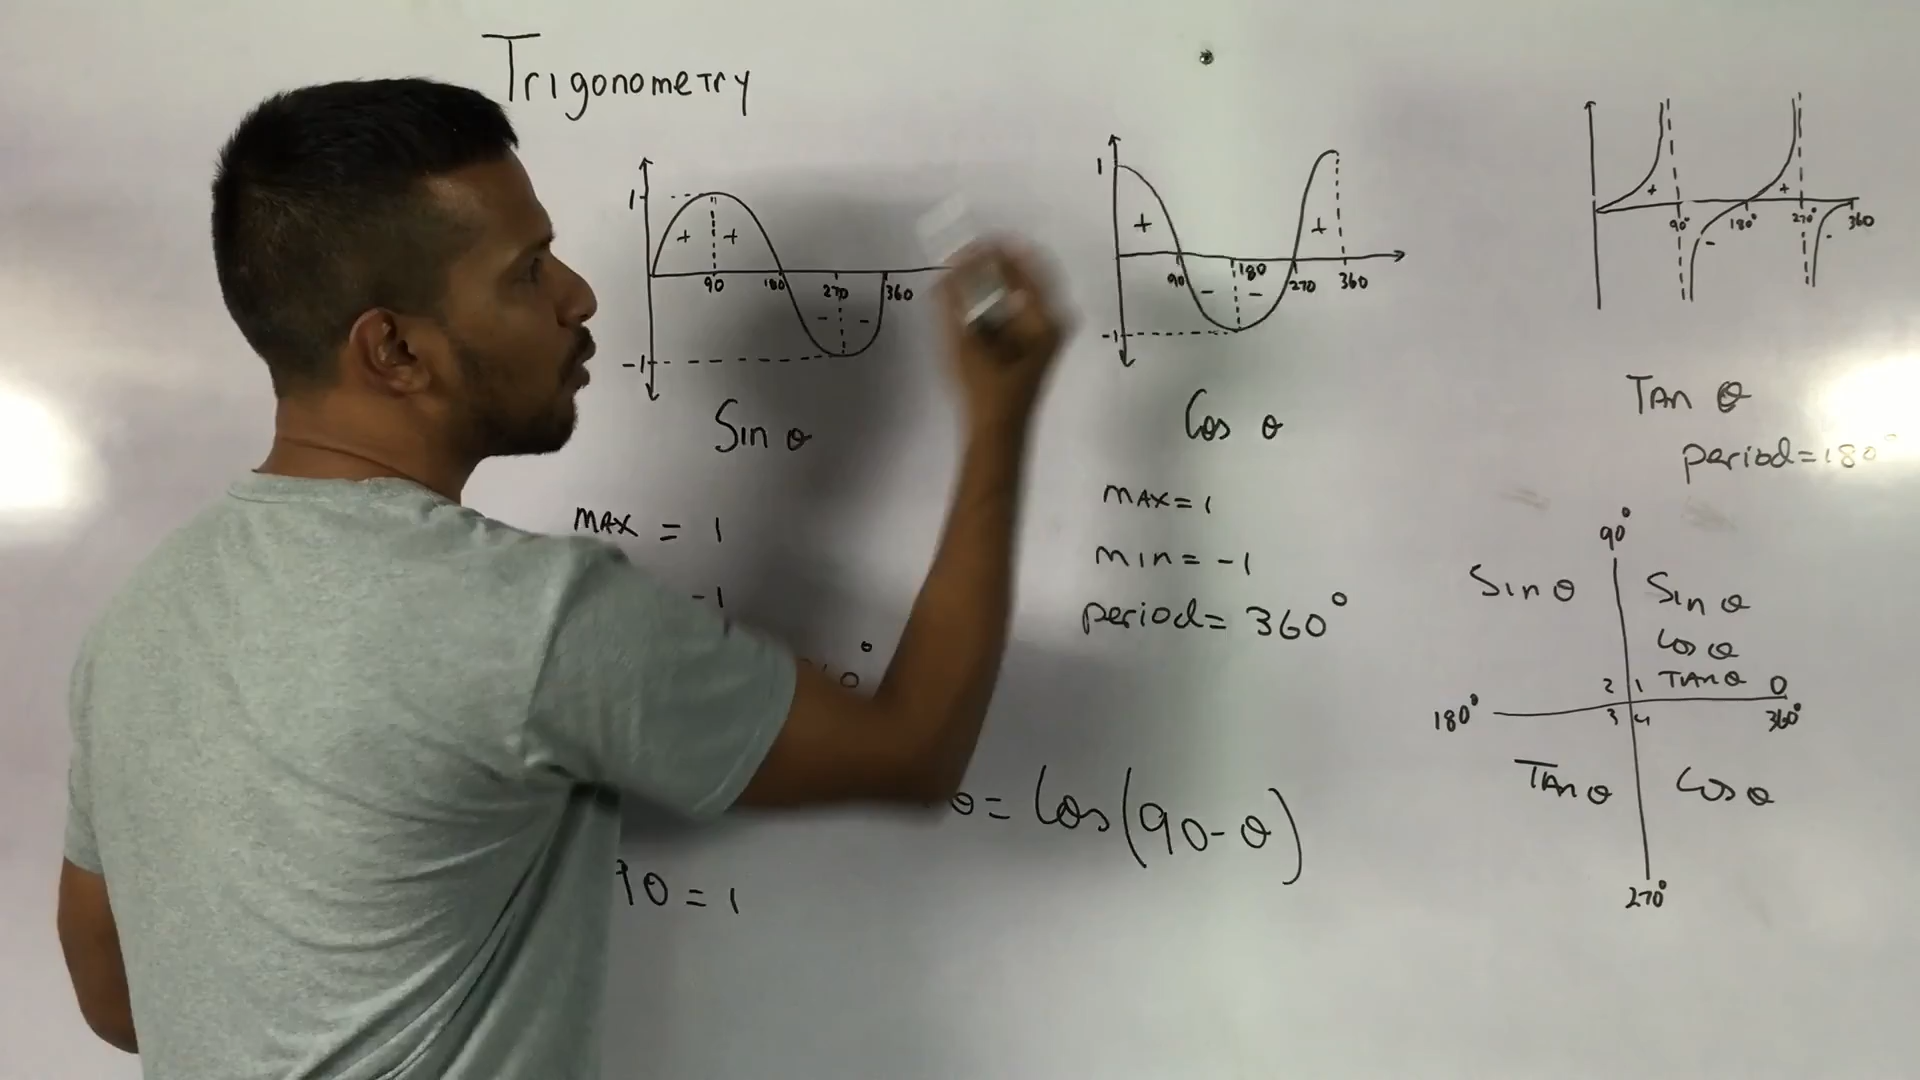 Trigonometry
1
+ +
90 180 270 360
- -
-1
Sin θ
MAX = 1
-1
θ = Cos(90-θ)
90 = 1
1
+ +
90 180 270 360
- -
-1
Cos θ
MAX = 1
min = -1
period = 360°
+ +
90° 180° 270° 360
- -
TAn θ
period = 180°
90°
Sin θ
Sin θ
Cos θ
TAn θ
2 1
0
180°
3 4
360°
TAn θ
Cos θ
270°